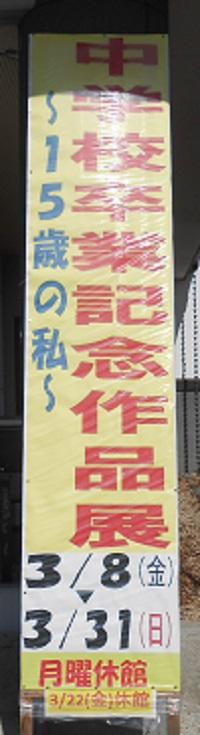 中学校卒業記念作品展
～15歳の私～
3/8(金)
▼
3/31(日)
月曜休館
3/22(金)休館